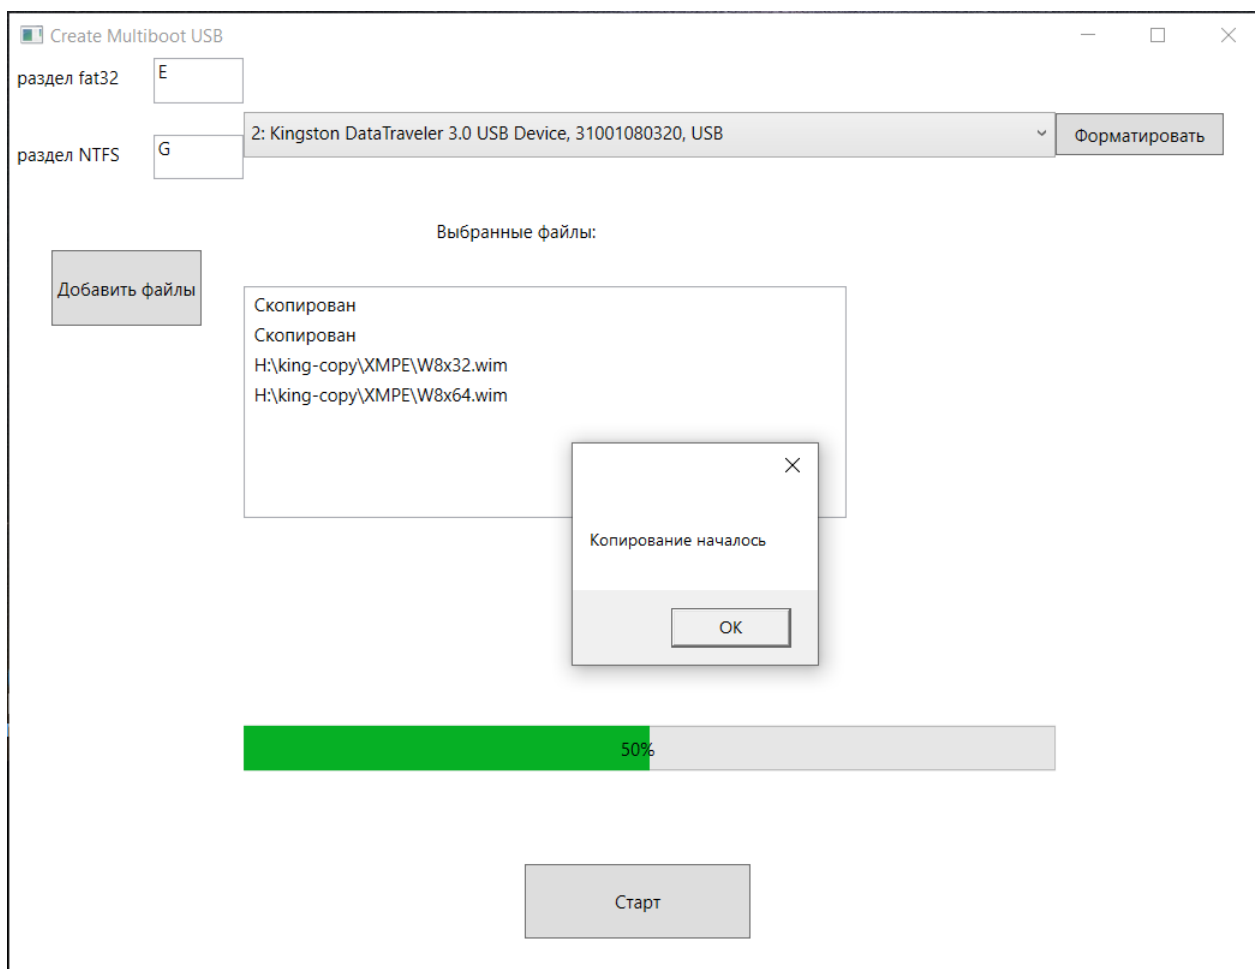 Create Multiboot USB
раздел fat32
E
2: Kingston DataTraveler 3.0 USB Device, 31001080320, USB
Форматировать
раздел NTFS
G
Выбранные файлы:
Добавить файлы
Скопирован
Скопирован
H:\king-copy\XMPE\W8x32.wim
H:\king-copy\XMPE\W8x64.wim
Копирование началось
OK
50%
Старт